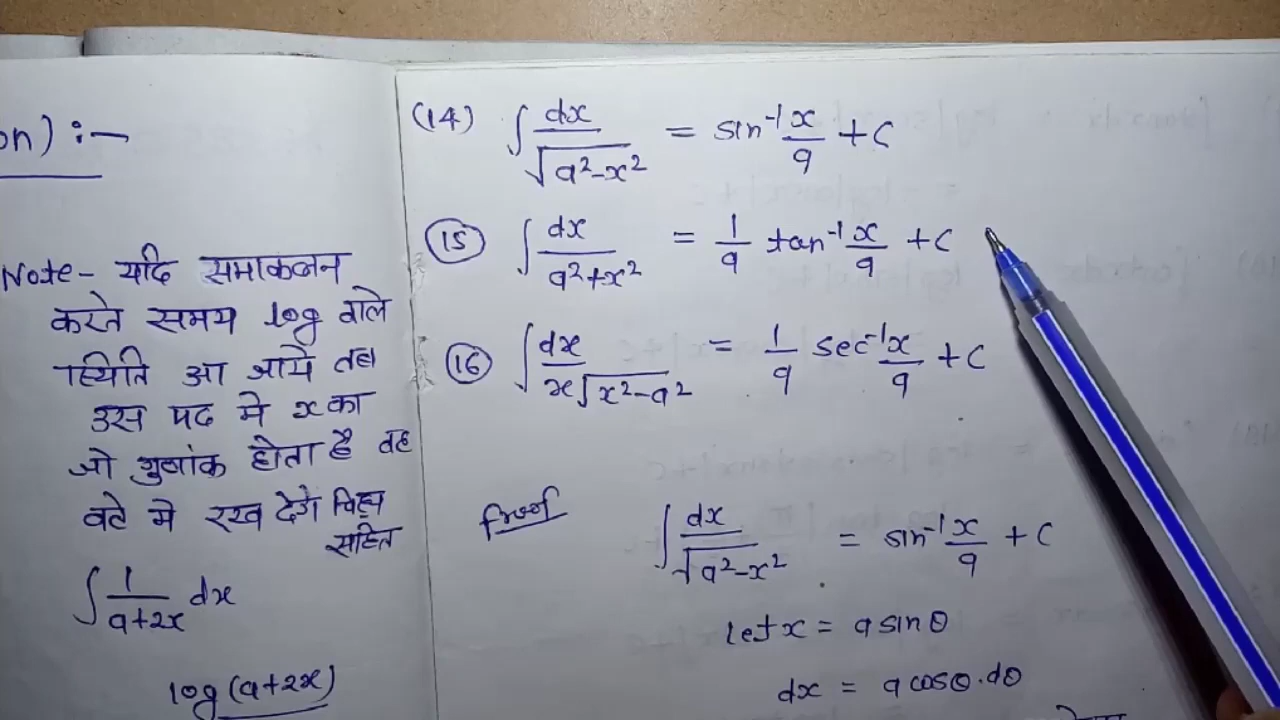 on) :-
Note- यदि समाकलन
करते समय log वाले
स्थिति आ जाये तहा
उस पद मे x का
जो गुणांक होता है वह
बटे मे रख देगे चिह्न
सहित
∫ 1/(a+2x) dx
log (a+2x)
(14) ∫ dx/√(a²-x²) = sin⁻¹ x/a + c
(15) ∫ dx/(a²+x²) = 1/a tan⁻¹ x/a + c
(16) ∫ dx/(x√(x²-a²)) = 1/a sec⁻¹ x/a + c
∫ dx/√(a²-x²) = sin⁻¹ x/a + c
let x = a sinθ
dx = a cosθ.dθ